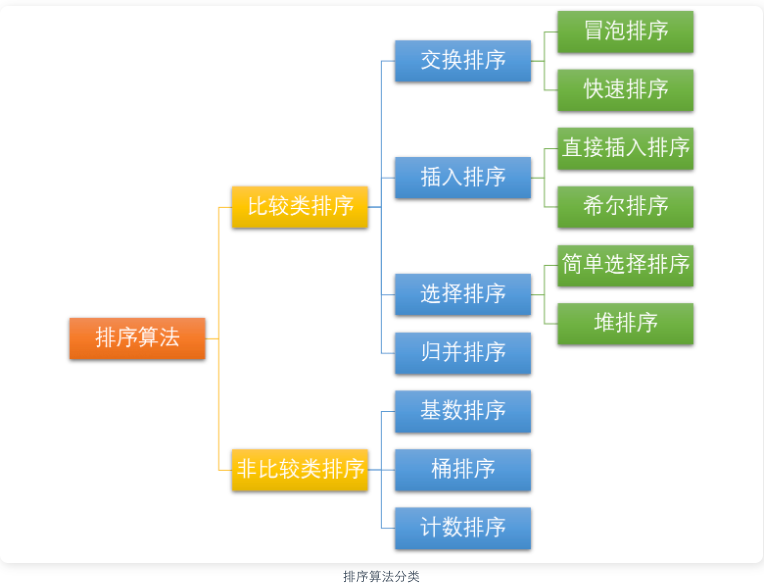 冒泡排序
交换排序
快速排序
直接插入排序
插入排序
希尔排序
比较类排序
简单选择排序
选择排序
堆排序
排序算法
归并排序
基数排序
非比较类排序
桶排序
计数排序
排序算法分类